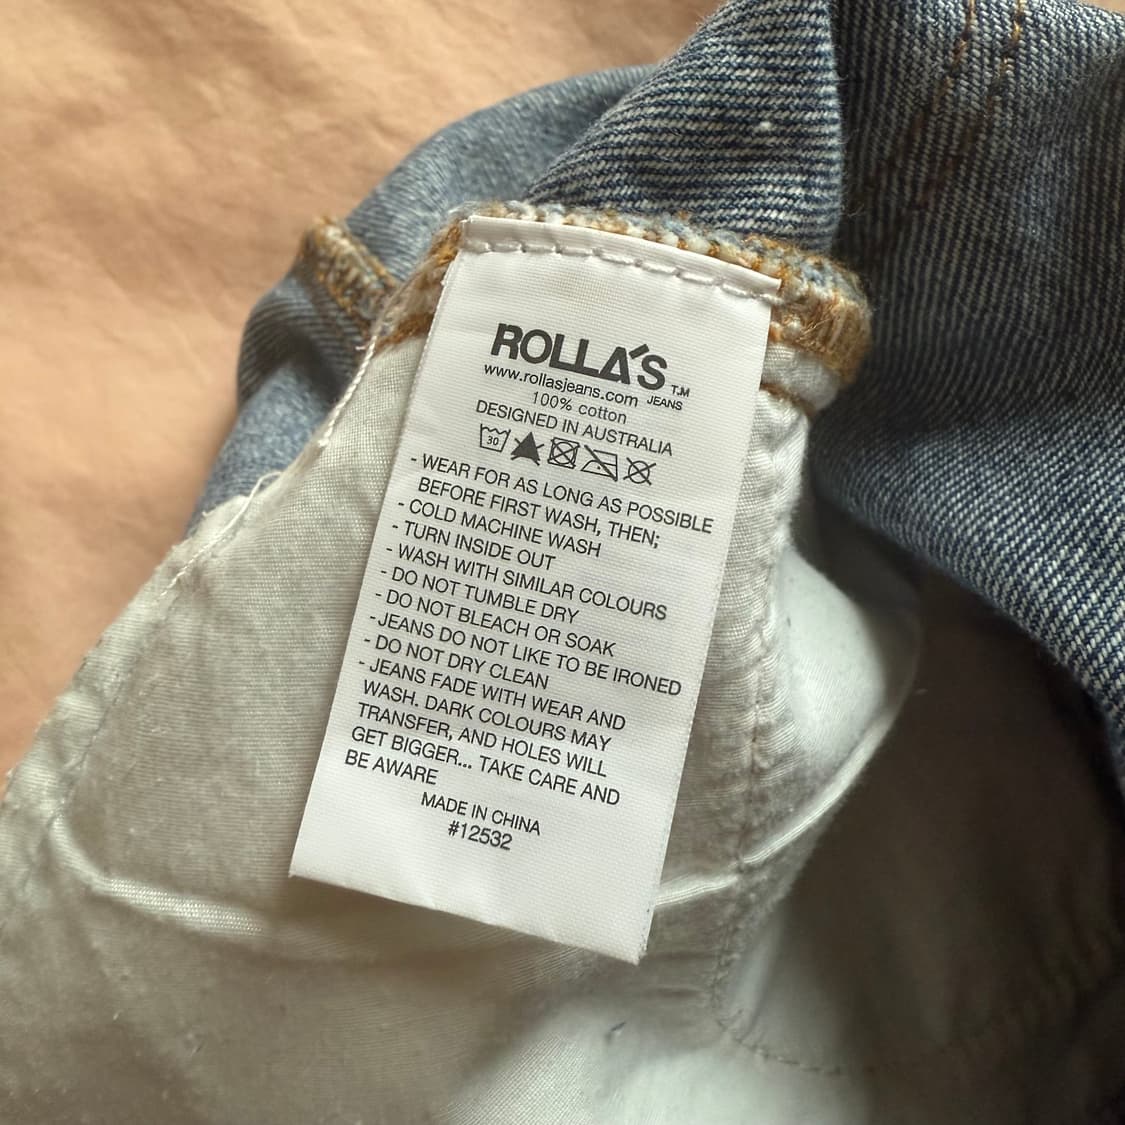 ROLLA'S T.M
www.rollasjeans.com JEANS
100% cotton
DESIGNED IN AUSTRALIA
30
- WEAR FOR AS LONG AS POSSIBLE
BEFORE FIRST WASH, THEN;
- COLD MACHINE WASH
- TURN INSIDE OUT
- WASH WITH SIMILAR COLOURS
- DO NOT TUMBLE DRY
- DO NOT BLEACH OR SOAK
-JEANS DO NOT LIKE TO BE IRONED
- DO NOT DRY CLEAN
- JEANS FADE WITH WEAR AND
WASH. DARK COLOURS MAY
TRANSFER, AND HOLES WILL
GET BIGGER... TAKE CARE AND
BE AWARE
MADE IN CHINA
#12532